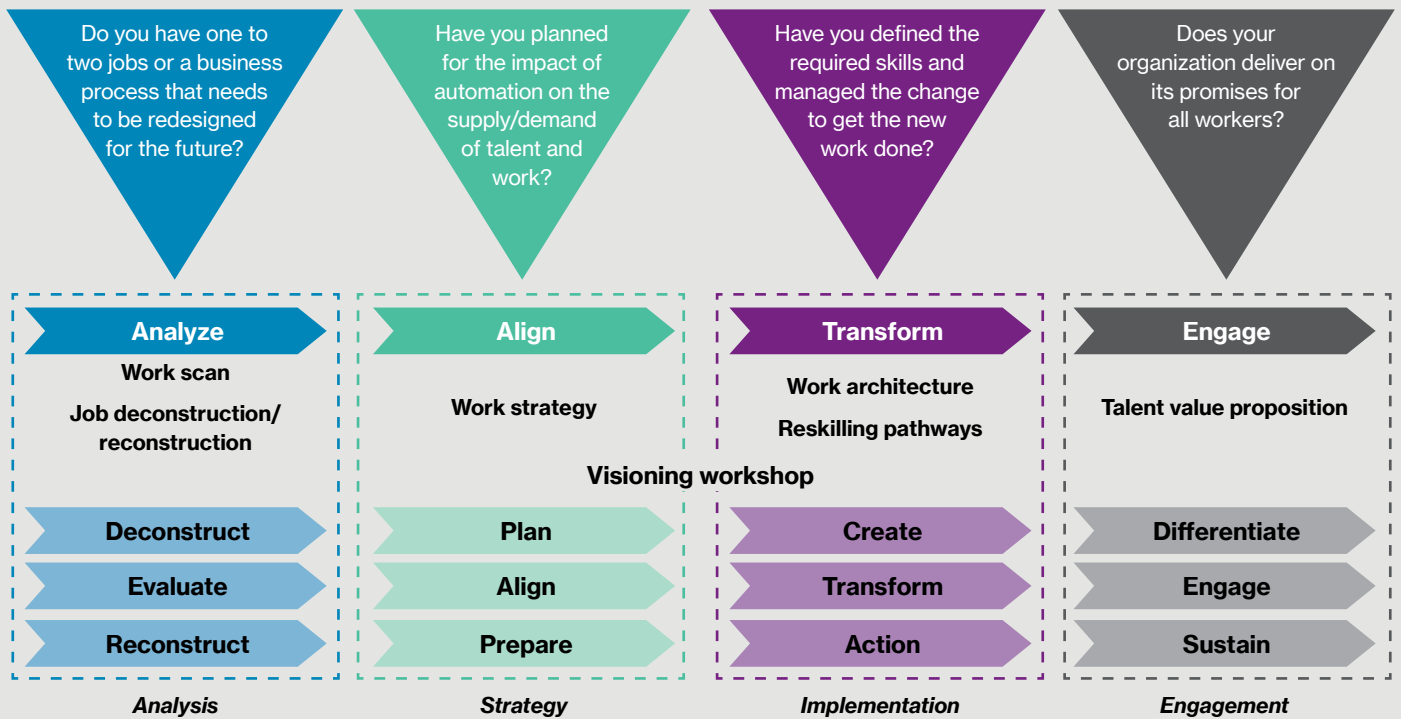 Do you have one to
two jobs or a business
process that needs
to be redesigned
for the future?
Have you planned
for the impact of
automation on the
supply/demand
of talent and
work?
Have you defined the
required skills and
managed the change
to get the new
work done?
Does your
organization deliver on
its promises for
all workers?
Analyze
Work scan
Job deconstruction/
reconstruction
Align
Work strategy
Transform
Work architecture
Reskilling pathways
Engage
Talent value proposition
Visioning workshop
Deconstruct
Evaluate
Reconstruct
Plan
Align
Prepare
Create
Transform
Action
Differentiate
Engage
Sustain
Analysis
Strategy
Implementation
Engagement